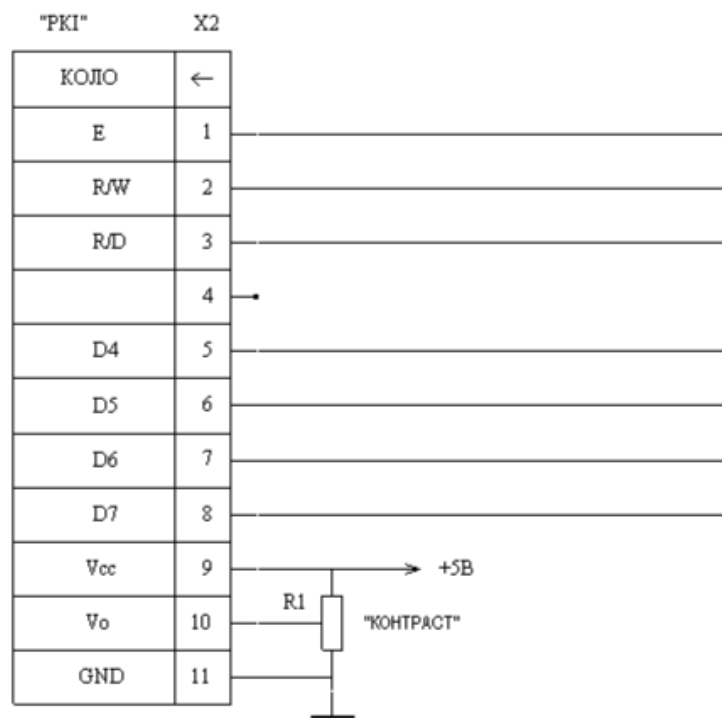 "РКІ" X2
КОЛО ←
E 1
R/W 2
R/D 3
4
D4 5
D5 6
D6 7
D7 8
Vcc 9 +5В
R1
Vo 10 "КОНТРАСТ"
GND 11